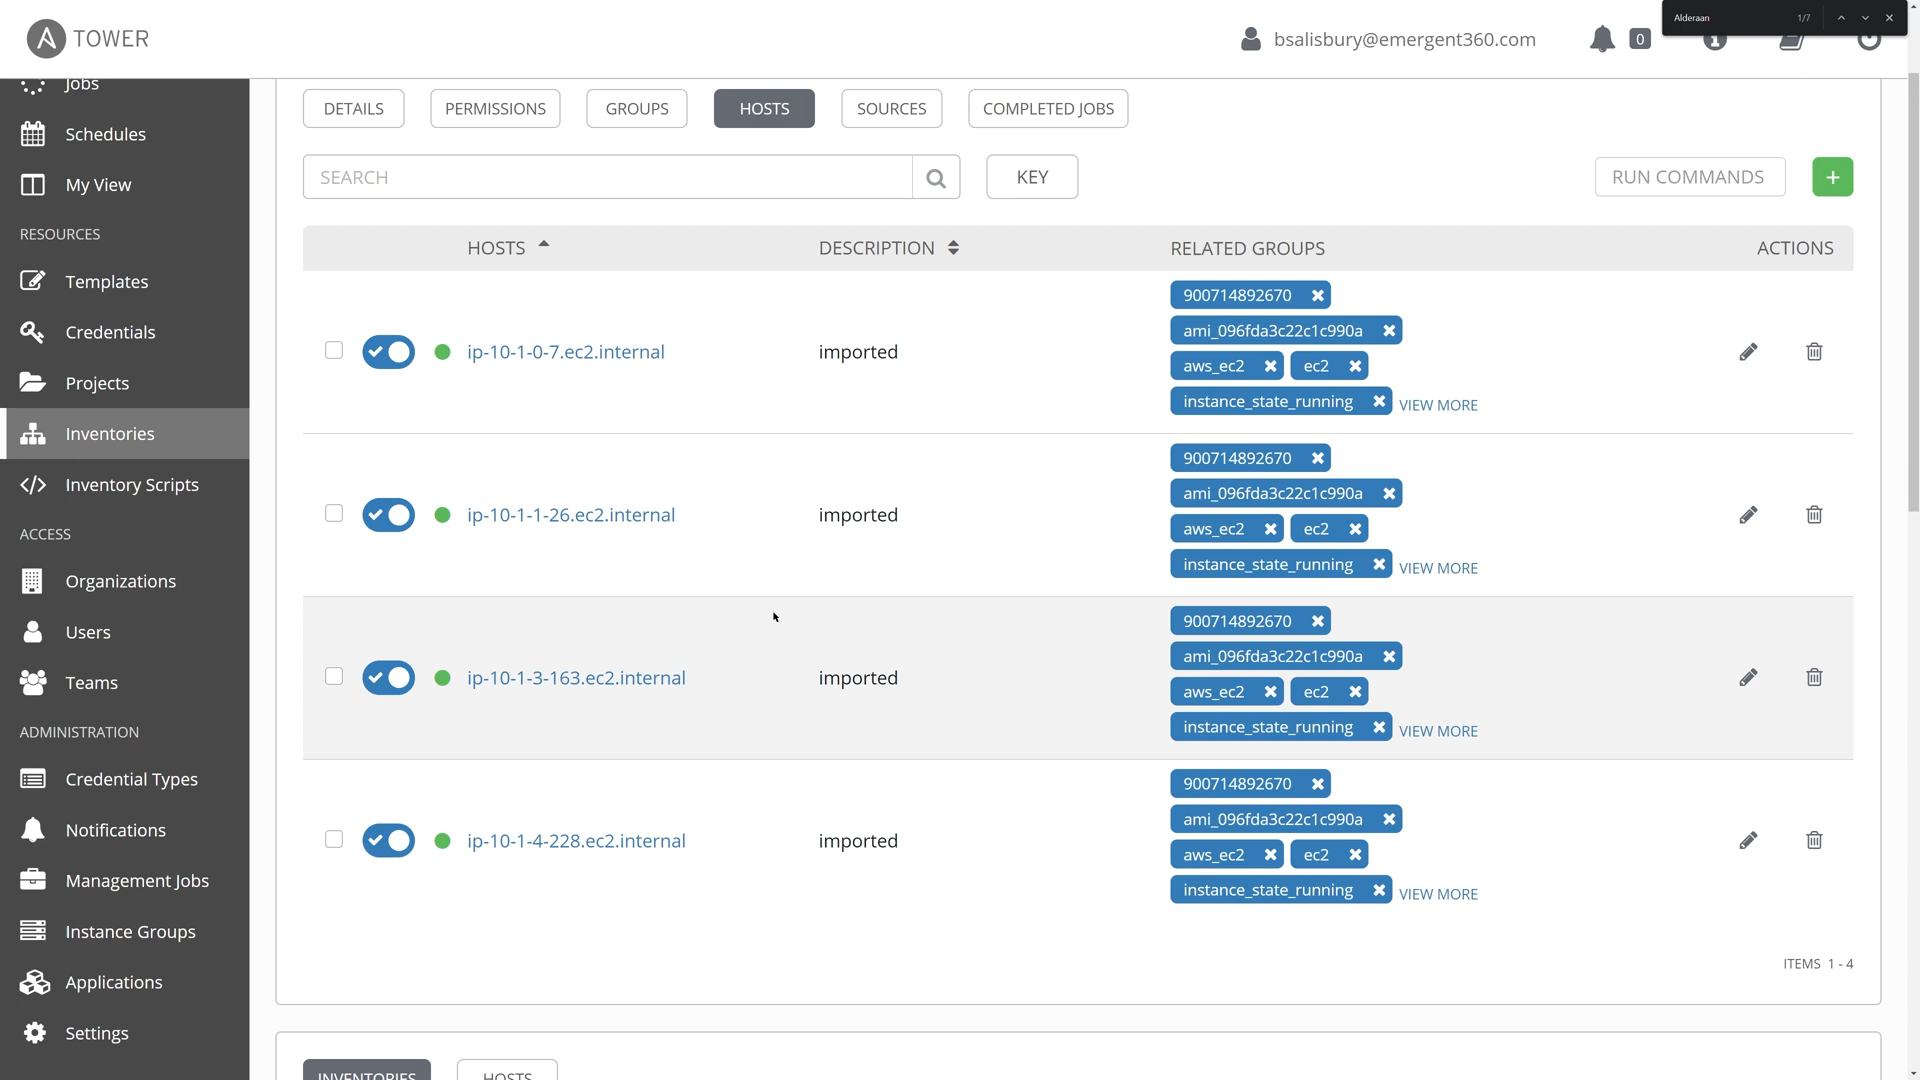 Alderaan 1/7
A TOWER
bsalisbury@emergent360.com 0
Jobs
Schedules
My View
RESOURCES
Templates
Credentials
Projects
Inventories
Inventory Scripts
ACCESS
Organizations
Users
Teams
ADMINISTRATION
Credential Types
Notifications
Management Jobs
Instance Groups
Applications
Settings
DETAILS PERMISSIONS GROUPS HOSTS SOURCES COMPLETED JOBS
SEARCH KEY RUN COMMANDS +
HOSTS DESCRIPTION RELATED GROUPS ACTIONS
900714892670
ami_096fda3c22c1c990a
ip-10-1-0-7.ec2.internal imported
aws_ec2 ec2
instance_state_running VIEW MORE
900714892670
ami_096fda3c22c1c990a
ip-10-1-1-26.ec2.internal imported
aws_ec2 ec2
instance_state_running VIEW MORE
900714892670
ami_096fda3c22c1c990a
ip-10-1-3-163.ec2.internal imported
aws_ec2 ec2
instance_state_running VIEW MORE
900714892670
ami_096fda3c22c1c990a
ip-10-1-4-228.ec2.internal imported
aws_ec2 ec2
instance_state_running VIEW MORE
ITEMS 1 - 4
INVENTORIES HOSTS